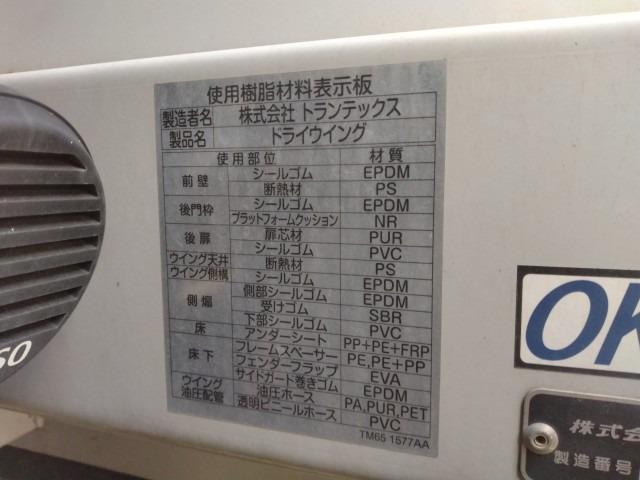 使用樹脂材料表示板
製造者名 株式会社 トランテックス
製品名 ドライウイング
使用部位 材質
前壁 シールゴム EPDM
断熱材 PS
後門枠 シールゴム EPDM
プラットフォームクッション NR
後扉 扉芯材 PUR
シールゴム PVC
ウイング天井 断熱材 PS
ウイング側構 シールゴム EPDM
側煽 側部シールゴム EPDM
受けゴム SBR
下部シールゴム PVC
床 アンダーシート PP+PE+FRP
床下 フレームスペーサー PE,PE+PP
フェンダーフラップ EVA
サイドガード巻きゴム EPDM
ウイング油圧配管 油圧ホース PA,PUR,PET
透明ビニールホース PVC
TM65 1577AA
SO
OK
株式会
製造番号